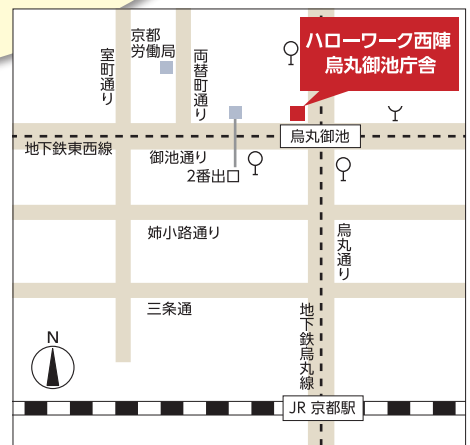 ハローワーク西陣
烏丸御池庁舎
京都
労働局
室町通り
両替町通り
烏丸御池
地下鉄東西線
御池通り
2番出口
姉小路通り
烏丸通り
三条通
地下鉄烏丸線
N
JR 京都駅